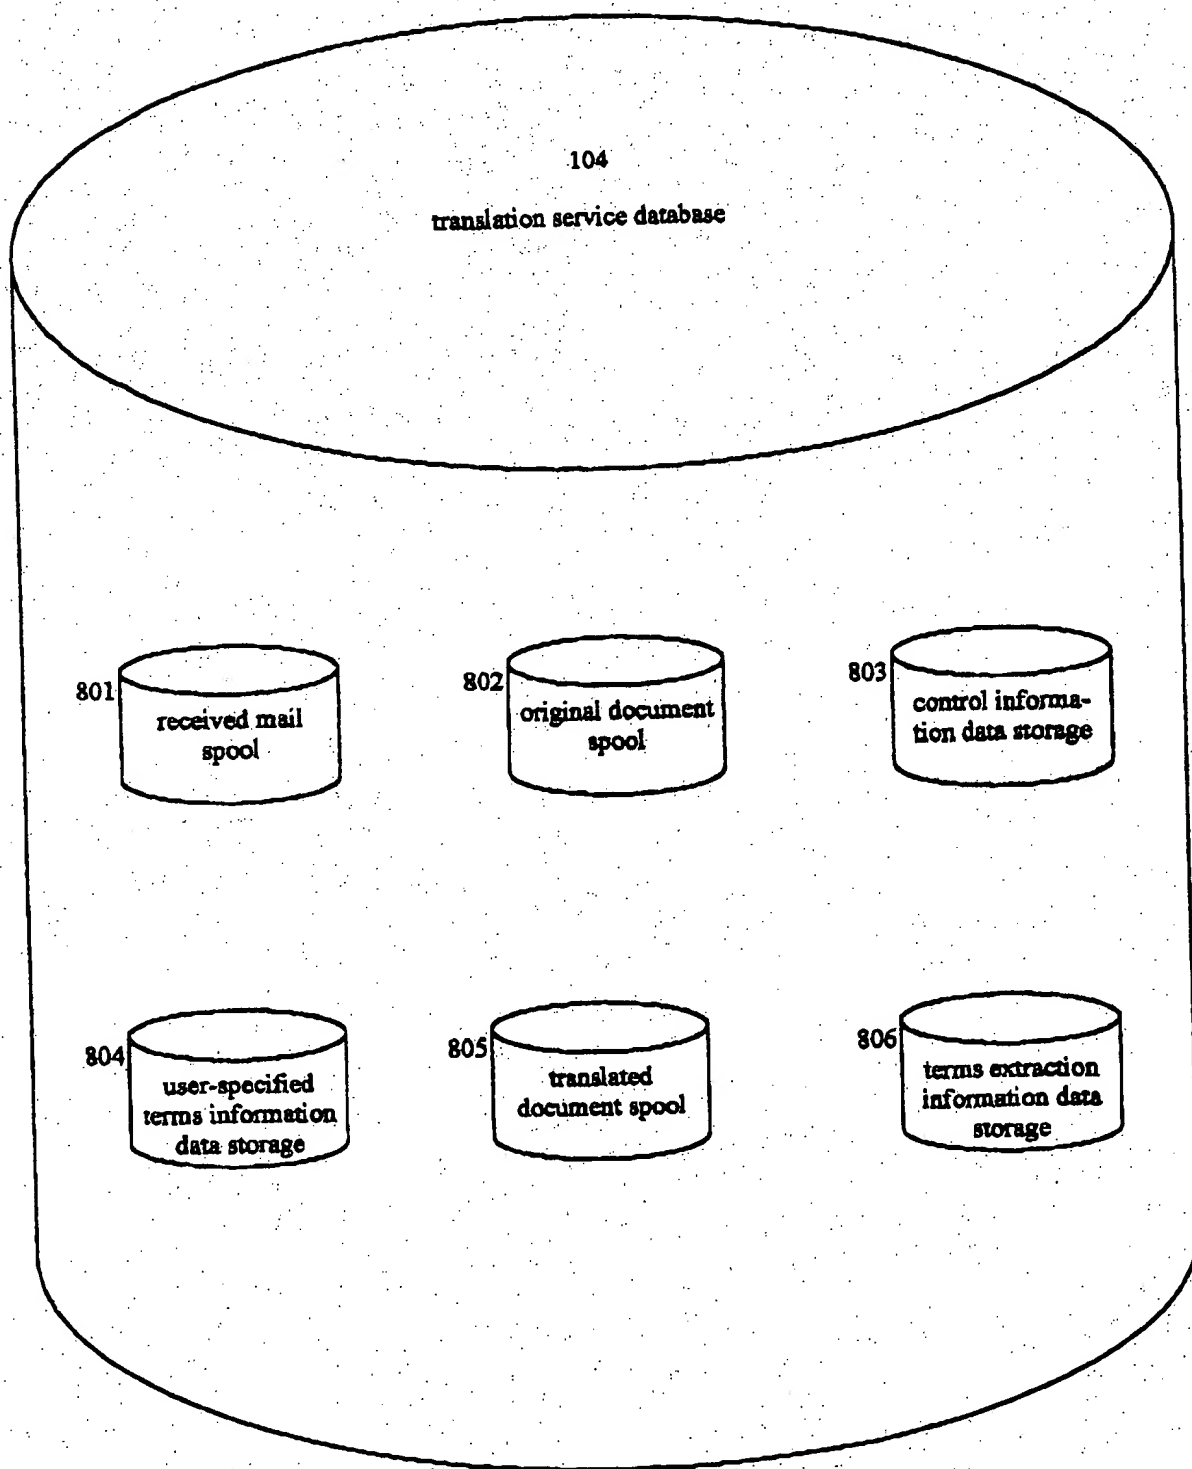 104
translation service database
801
received mail
spool
802
original document
spool
803
control informa-
tion data storage
804
user-specified
terms information
data storage
805
translated
document spool
806
terms extraction
information data
storage